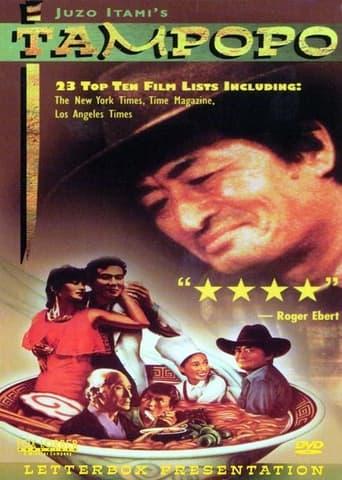 JUZO ITAMI'S
TAMPOPO
23 TOP TEN FILM LISTS INCLUDING:
The New York Times, Time Magazine,
Los Angeles Times
“★★★★”
— Roger Ebert
DVD
LETTERBOX PRESENTATION